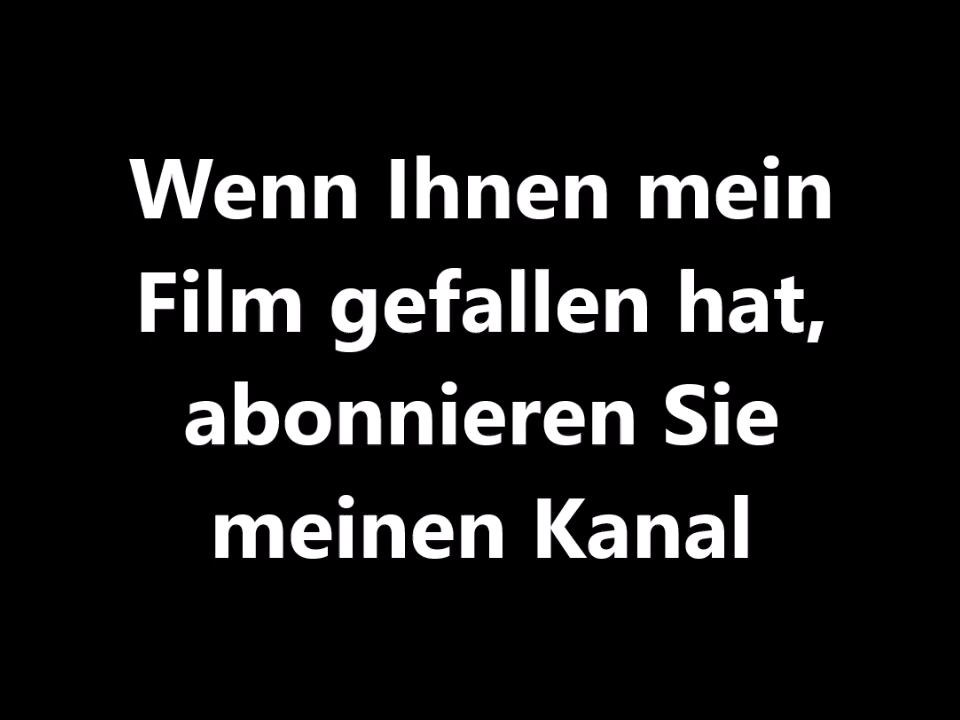 Wenn Ihnen mein
Film gefallen hat,
abonnieren Sie
meinen Kanal